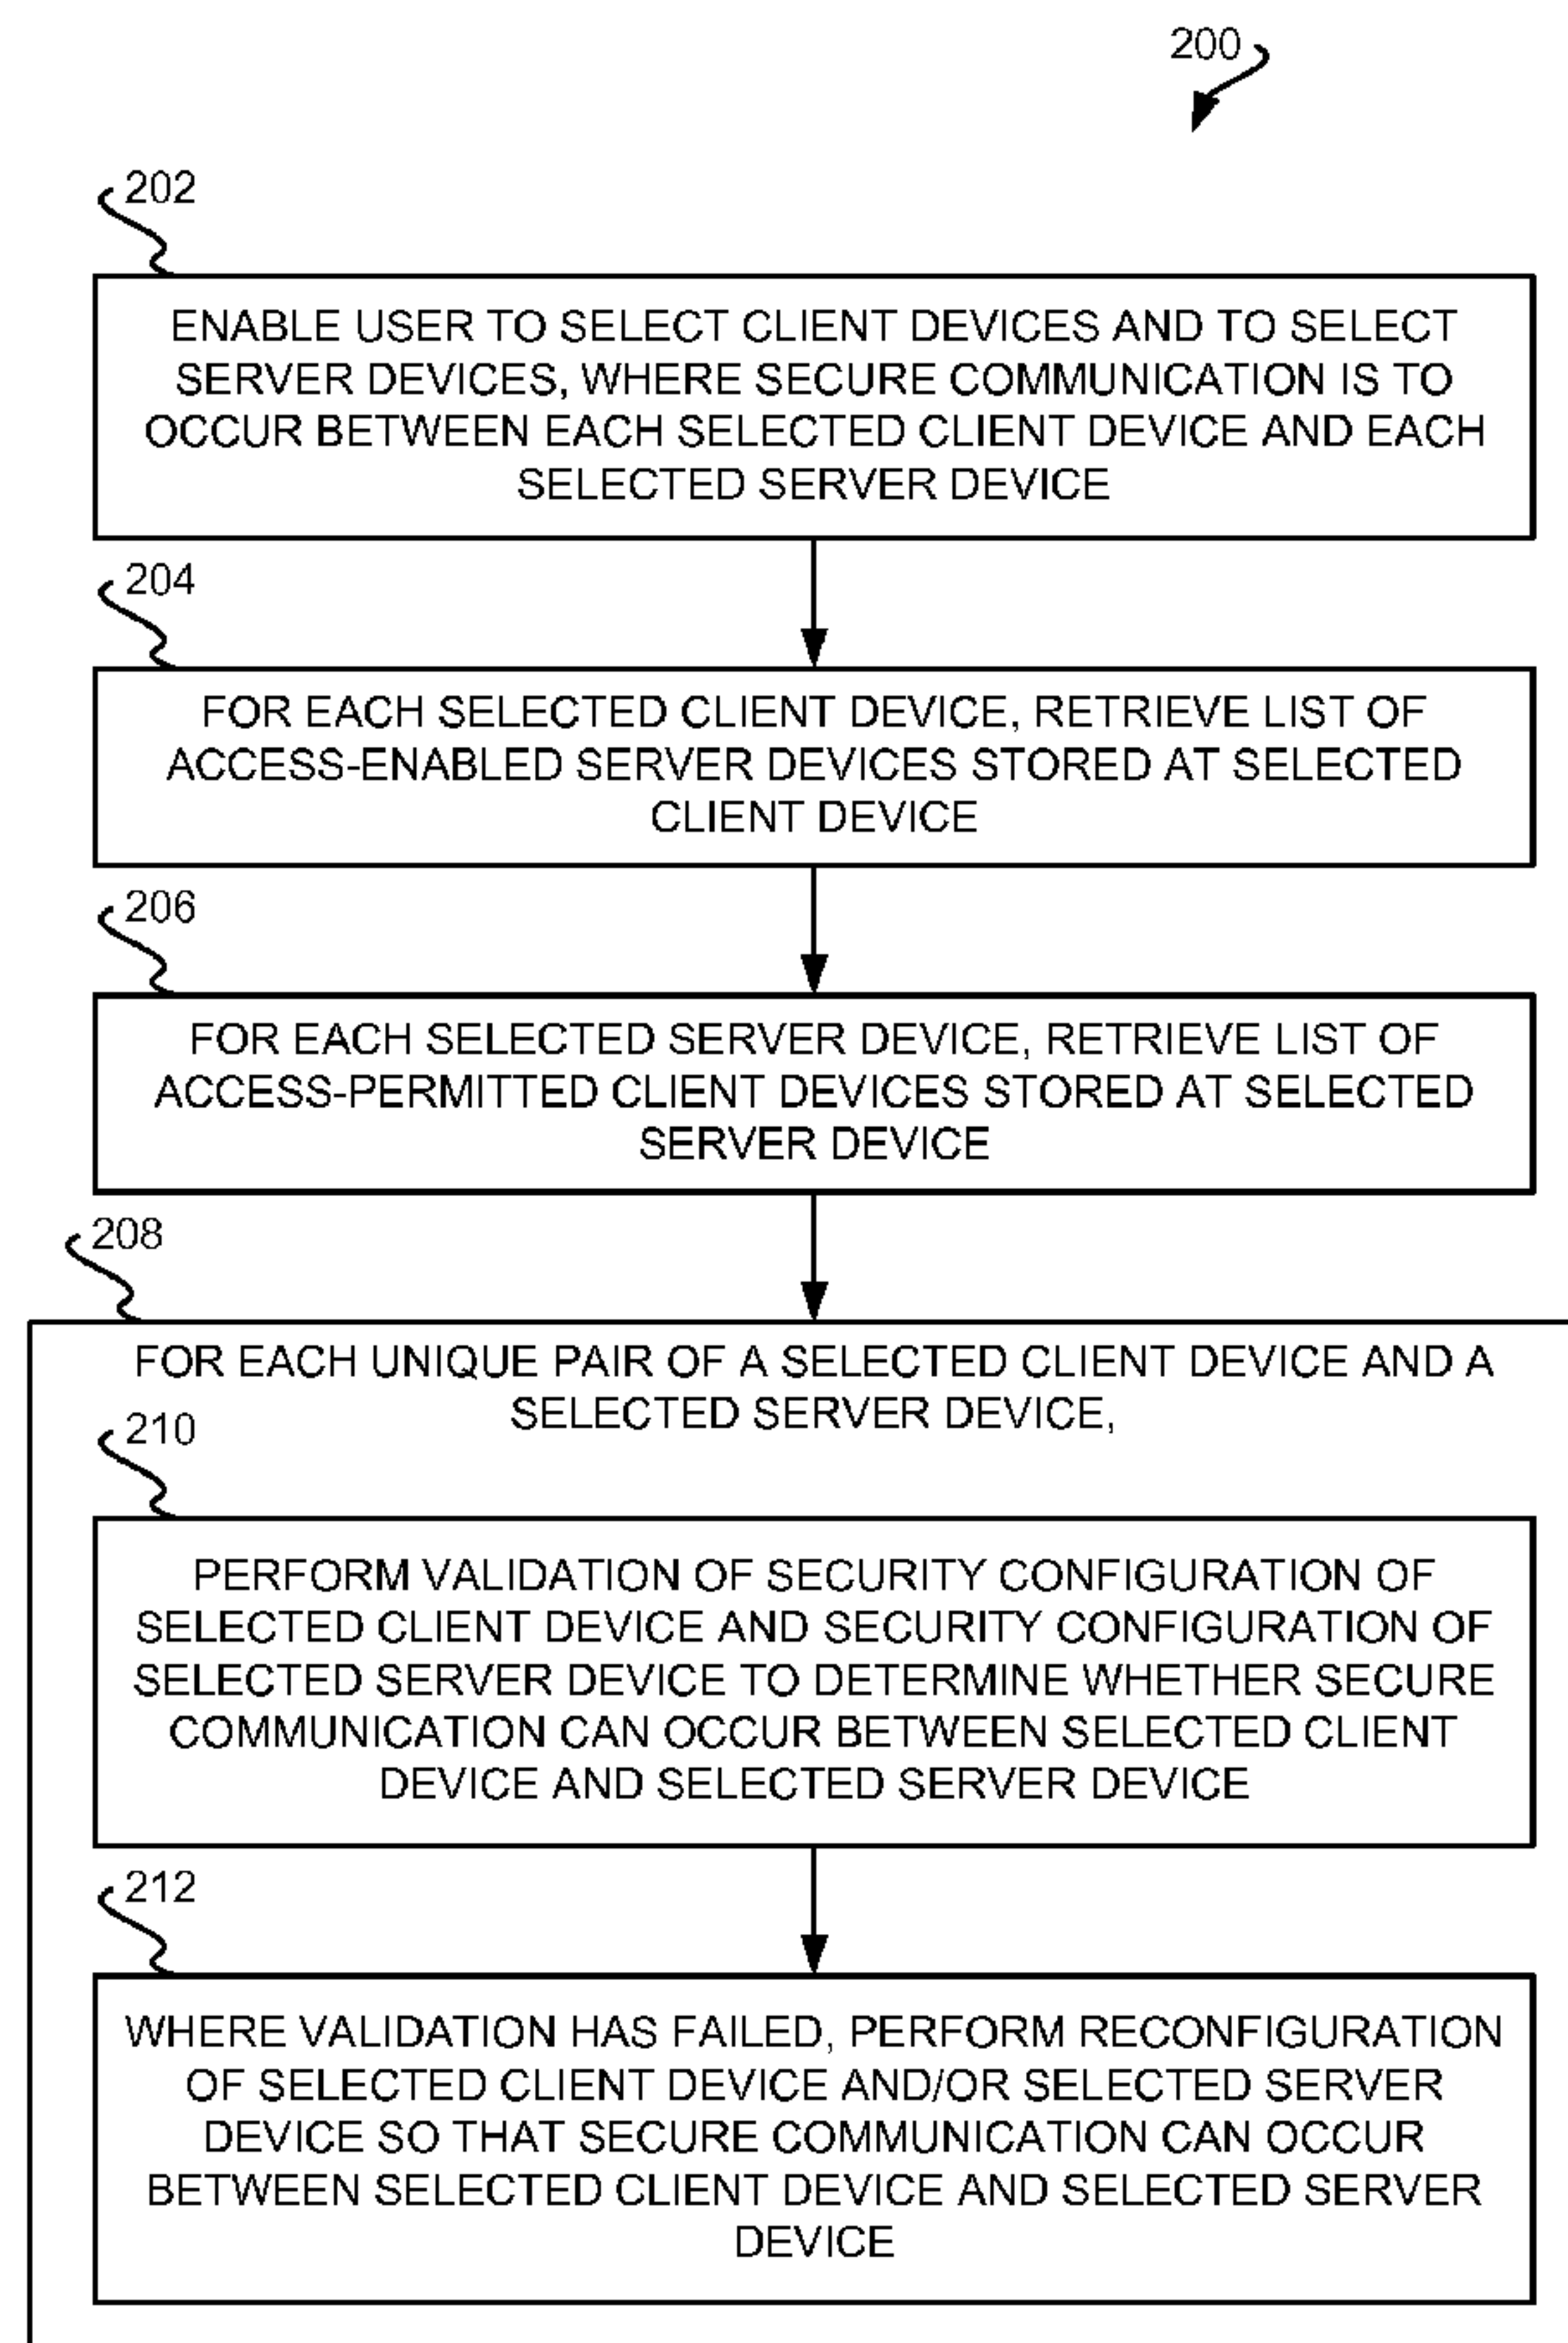 200
202
ENABLE USER TO SELECT CLIENT DEVICES AND TO SELECT
SERVER DEVICES, WHERE SECURE COMMUNICATION IS TO
OCCUR BETWEEN EACH SELECTED CLIENT DEVICE AND EACH
SELECTED SERVER DEVICE
204
FOR EACH SELECTED CLIENT DEVICE, RETRIEVE LIST OF
ACCESS-ENABLED SERVER DEVICES STORED AT SELECTED
CLIENT DEVICE
206
FOR EACH SELECTED SERVER DEVICE, RETRIEVE LIST OF
ACCESS-PERMITTED CLIENT DEVICES STORED AT SELECTED
SERVER DEVICE
208
FOR EACH UNIQUE PAIR OF A SELECTED CLIENT DEVICE AND A
SELECTED SERVER DEVICE,
210
PERFORM VALIDATION OF SECURITY CONFIGURATION OF
SELECTED CLIENT DEVICE AND SECURITY CONFIGURATION OF
SELECTED SERVER DEVICE TO DETERMINE WHETHER SECURE
COMMUNICATION CAN OCCUR BETWEEN SELECTED CLIENT
DEVICE AND SELECTED SERVER DEVICE
212
WHERE VALIDATION HAS FAILED, PERFORM RECONFIGURATION
OF SELECTED CLIENT DEVICE AND/OR SELECTED SERVER
DEVICE SO THAT SECURE COMMUNICATION CAN OCCUR
BETWEEN SELECTED CLIENT DEVICE AND SELECTED SERVER
DEVICE